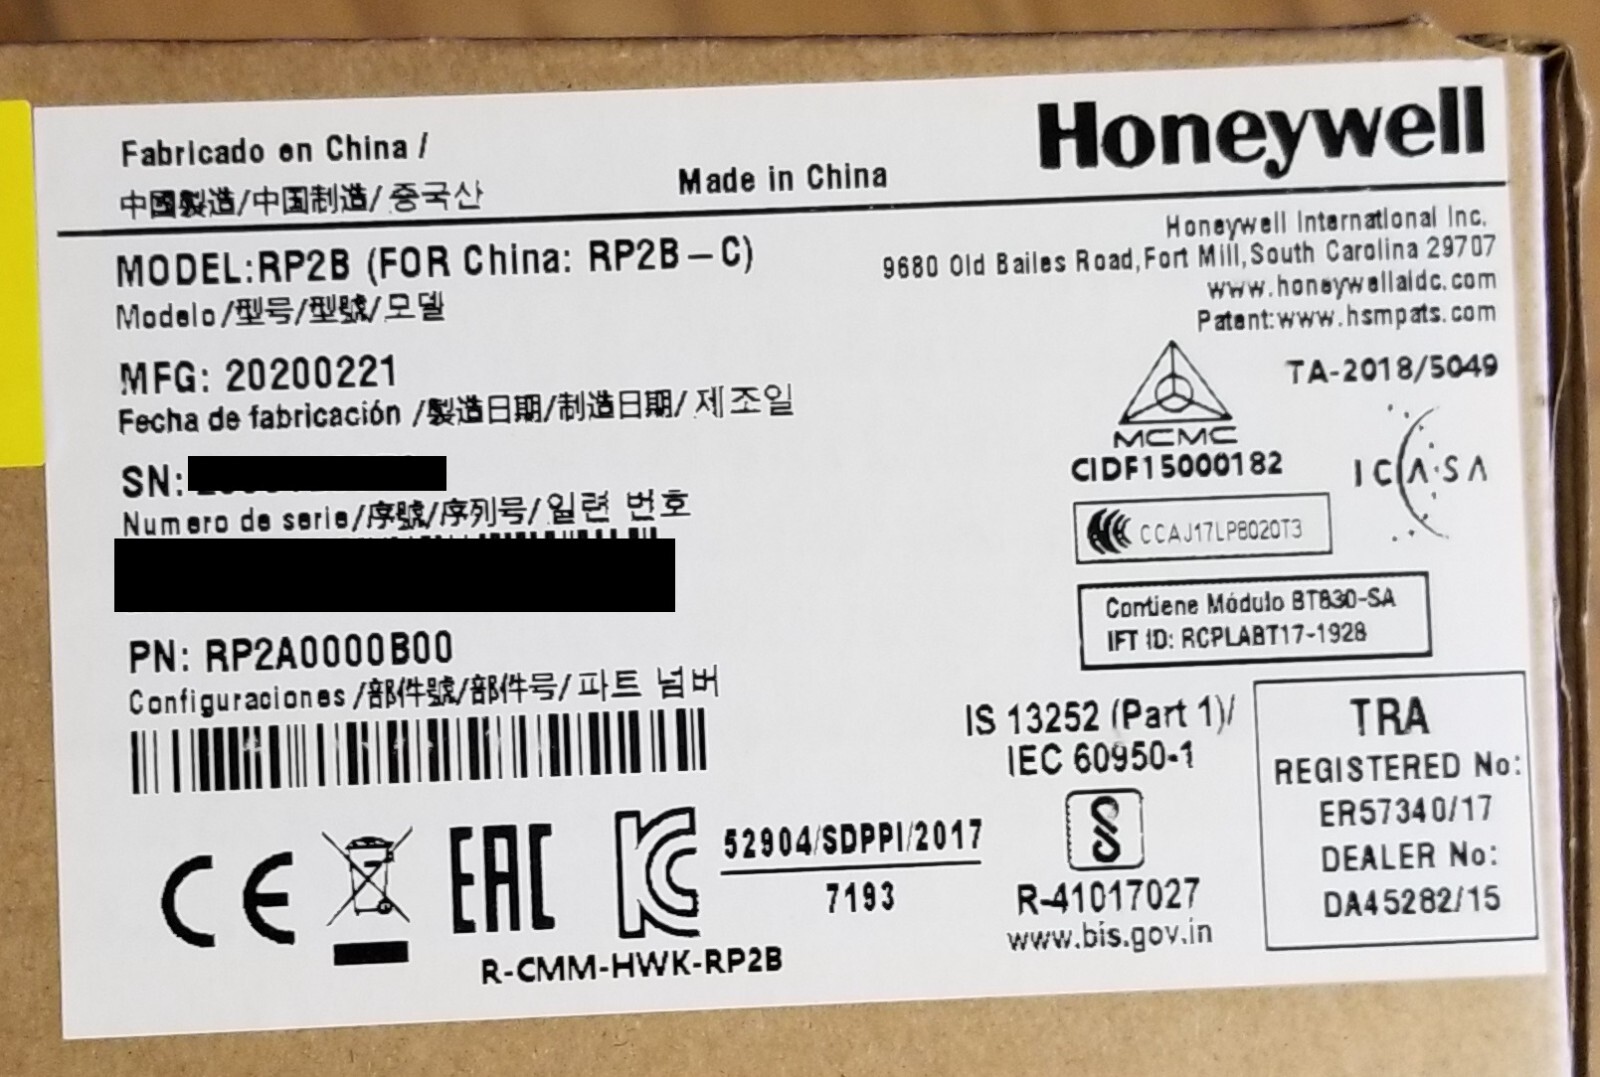 Fabricado en China /
中國製造/中国制造/ 중국산
Made in China
Honeywell
MODEL:RP2B (FOR China: RP2B-C)
Modelo/型号/型號/모델
MFG: 20200221
Fecha de fabricación /製造日期/制造日期/ 제조일
SN:
Numero de serie/序號/序列号/일련 번호
PN: RP2A0000B00
Configuraciones /部件號/部件号/파트 넘버
Honeywell International Inc.
9680 Old Bailes Road,Fort Mill,South Carolina 29707
www.honeywellaidc.com
Patent:www.hsmpats.com
TA-2018/5049
MCMC
CIDF15000182
ICASA
CCAJ17LP8020T3
Contiene Módulo BT830-SA
IFT ID: RCPLABT17-1928
IS 13252 (Part 1)/
IEC 60950-1
R-41017027
www.bis.gov.in
TRA
REGISTERED No:
ER57340/17
DEALER No:
DA45282/15
CE
EAC
KC
52904/SDPPI/2017
7193
R-CMM-HWK-RP2B